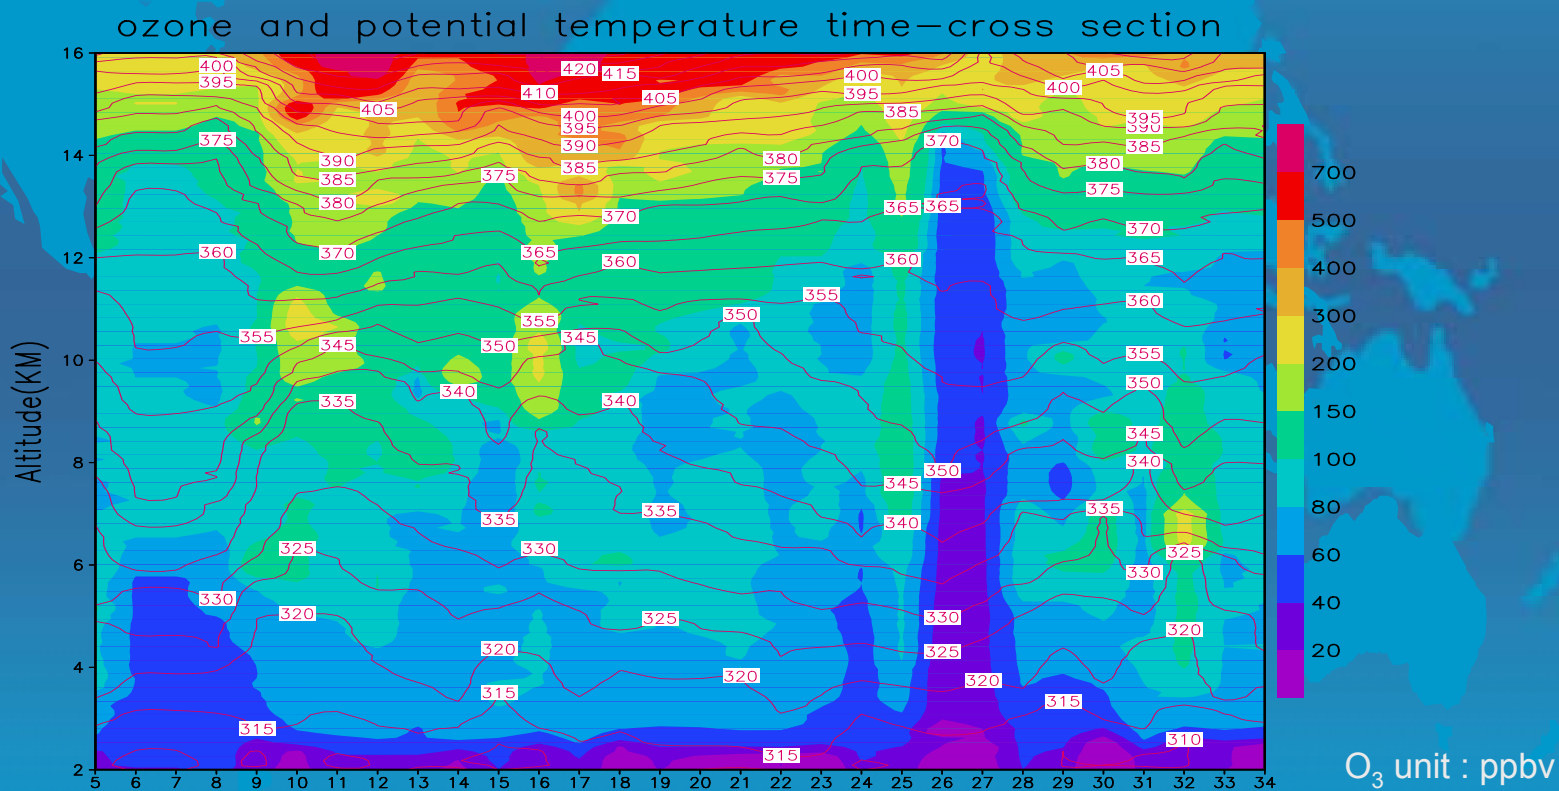 ozone and potential temperature time-cross section
16
14
12
10
8
6
4
2
Altitude(KM)
5 6 7 8 9 10 11 12 13 14 15 16 17 18 19 20 21 22 23 24 25 26 27 28 29 30 31 32 33 34
400 420 415 400 405
395 410 405 395 400
405 400 385 395
375 395 390 370 385
390 385 380 380
385 375 375 375
380 370 365 365 370
360 370 365 360 360 365
355 345 355 345 350 355 360
350 340 340 355
335 350
345
335 335 345 350 340
325 330 340 335
330 320 325 330 325
320 325 330 320
315 320 320 315
315 315 310
700
500
400
300
200
150
100
80
60
40
20
O3 unit : ppbv